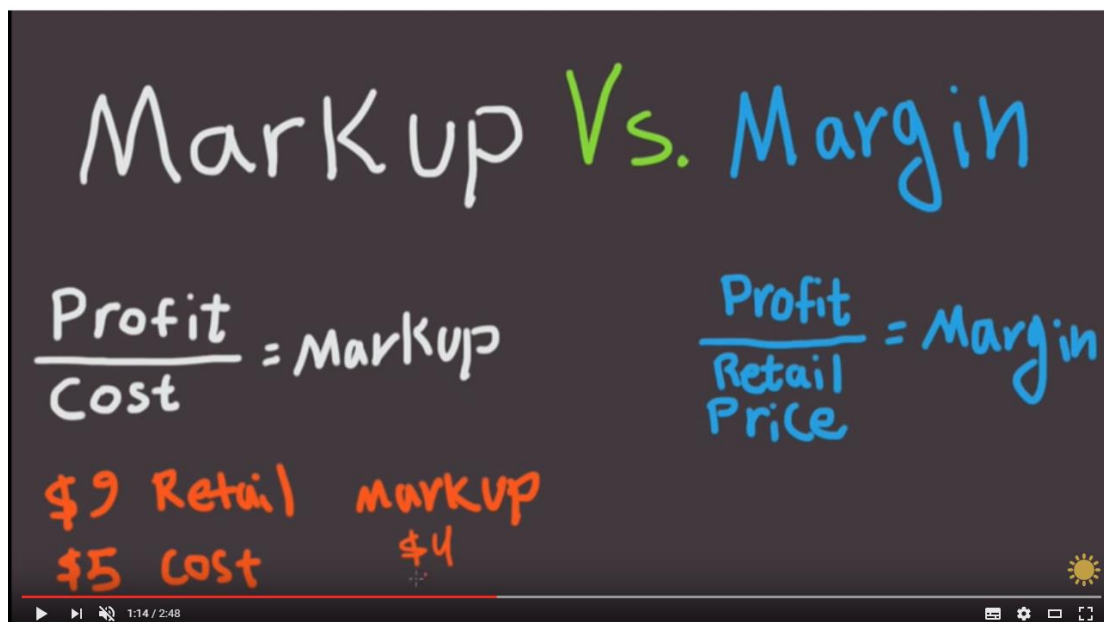 Markup Vs. Margin
Profit
Cost
= Markup
Profit
Retail
Price
= Margin
$9 Retail
$5 Cost
markup
$4
1:14 / 2:48